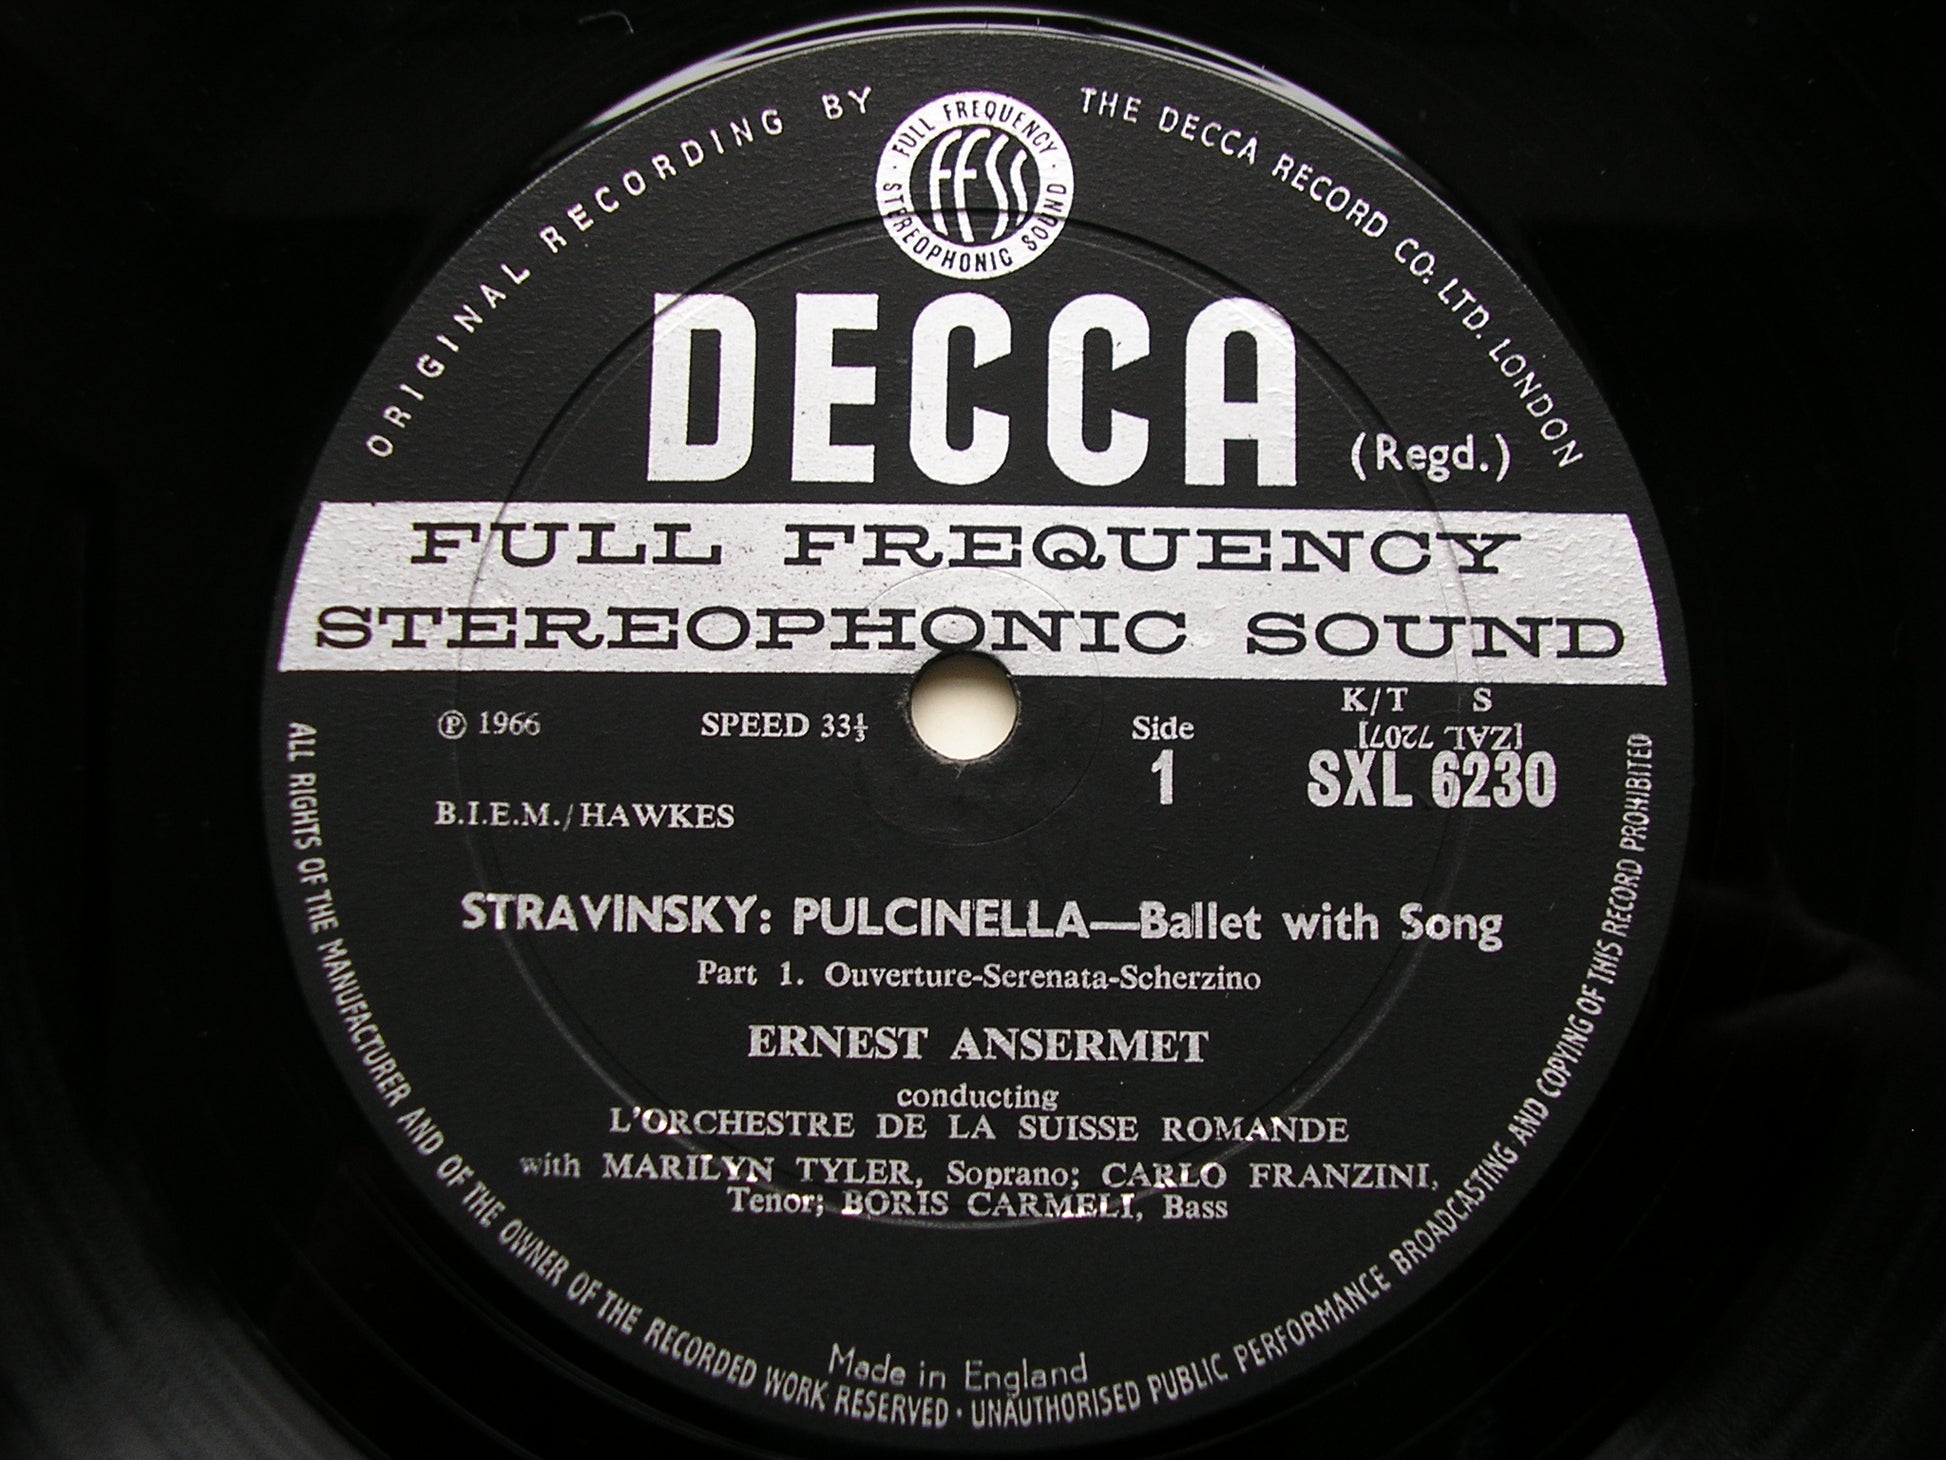 ORIGINAL RECORDING BY THE DECCA RECORD CO. LTD. LONDON
FULL FREQUENCY
FFSS
STEREOPHONIC SOUND
DECCA (Regd.)
FULL FREQUENCY
STEREOPHONIC SOUND
℗ 1966 SPEED 33⅓ Side 1
K/T S
[ZAL 7207]
SXL 6230
B.I.E.M./HAWKES
STRAVINSKY: PULCINELLA—Ballet with Song
Part 1. Ouverture-Serenata-Scherzino
ERNEST ANSERMET
conducting
L'ORCHESTRE DE LA SUISSE ROMANDE
with MARILYN TYLER, Soprano; CARLO FRANZINI,
Tenor; BORIS CARMELI, Bass
Made in England
ALL RIGHTS OF THE MANUFACTURER AND OF THE OWNER OF THE RECORDED WORK RESERVED · UNAUTHORISED PUBLIC PERFORMANCE BROADCASTING AND COPYING OF THIS RECORD PROHIBITED